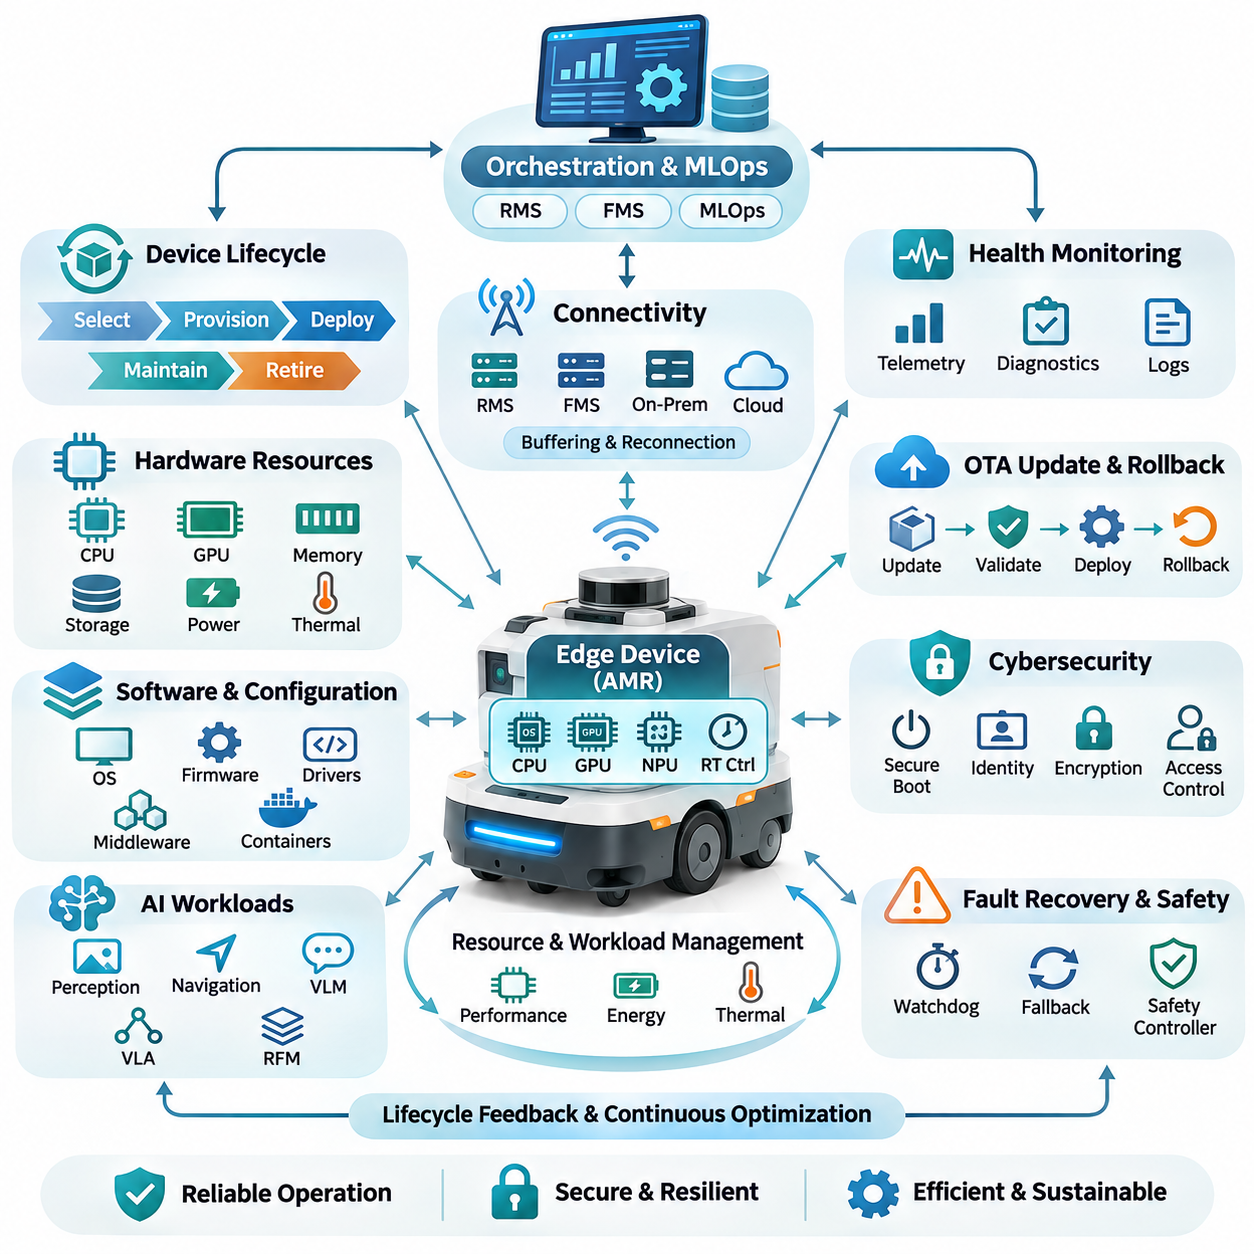 Orchestration & MLOps
RMS
FMS
MLOps
Device Lifecycle
Select
Provision
Deploy
Maintain
Retire
Connectivity
RMS
FMS
On-Prem
Cloud
Buffering & Reconnection
Health Monitoring
Telemetry
Diagnostics
Logs
Hardware Resources
CPU
GPU
Memory
Storage
Power
Thermal
OTA Update & Rollback
Update
Validate
Deploy
Rollback
Edge Device
(AMR)
OS
GPU
CPU
GPU
NPU
RT Ctrl
Software & Configuration
OS
Firmware
Drivers
Middleware
Containers
Cybersecurity
Secure
Boot
Identity
Encryption
Access
Control
AI Workloads
Perception
Navigation
VLM
VLA
RFM
Resource & Workload Management
Performance
Energy
Thermal
Fault Recovery & Safety
Watchdog
Fallback
Safety
Controller
Lifecycle Feedback & Continuous Optimization
Reliable Operation
Secure & Resilient
Efficient & Sustainable